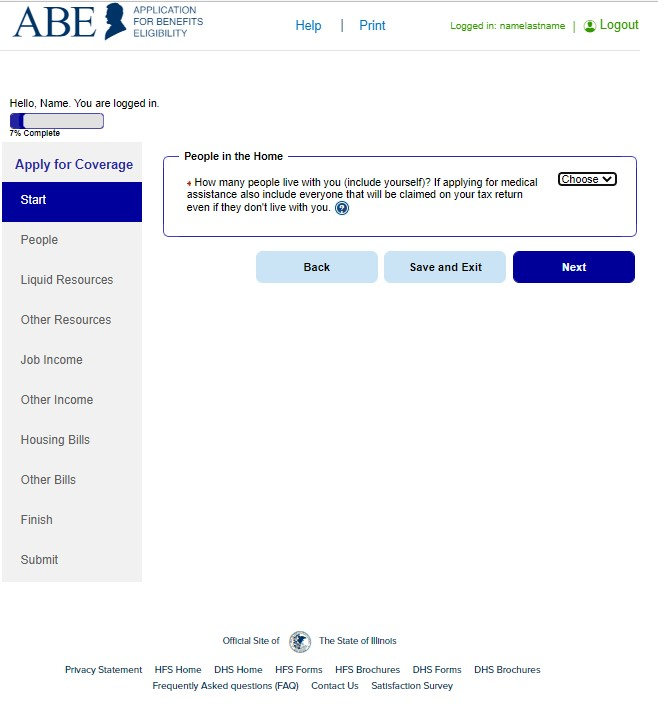 ABE
APPLICATION
FOR BENEFITS
ELIGIBILITY
Help | Print
Logged in: namelastname | Logout
Hello, Name. You are logged in.
7% Complete
Apply for Coverage
Start
People
Liquid Resources
Other Resources
Job Income
Other Income
Housing Bills
Other Bills
Finish
Submit
People in the Home
How many people live with you (include yourself)? If applying for medical
assistance also include everyone that will be claimed on your tax return
even if they don't live with you. ?
Choose
Back Save and Exit Next
Official Site of The State of Illinois
Privacy Statement HFS Home DHS Home HFS Forms HFS Brochures DHS Forms DHS Brochures
Frequently Asked questions (FAQ) Contact Us Satisfaction Survey